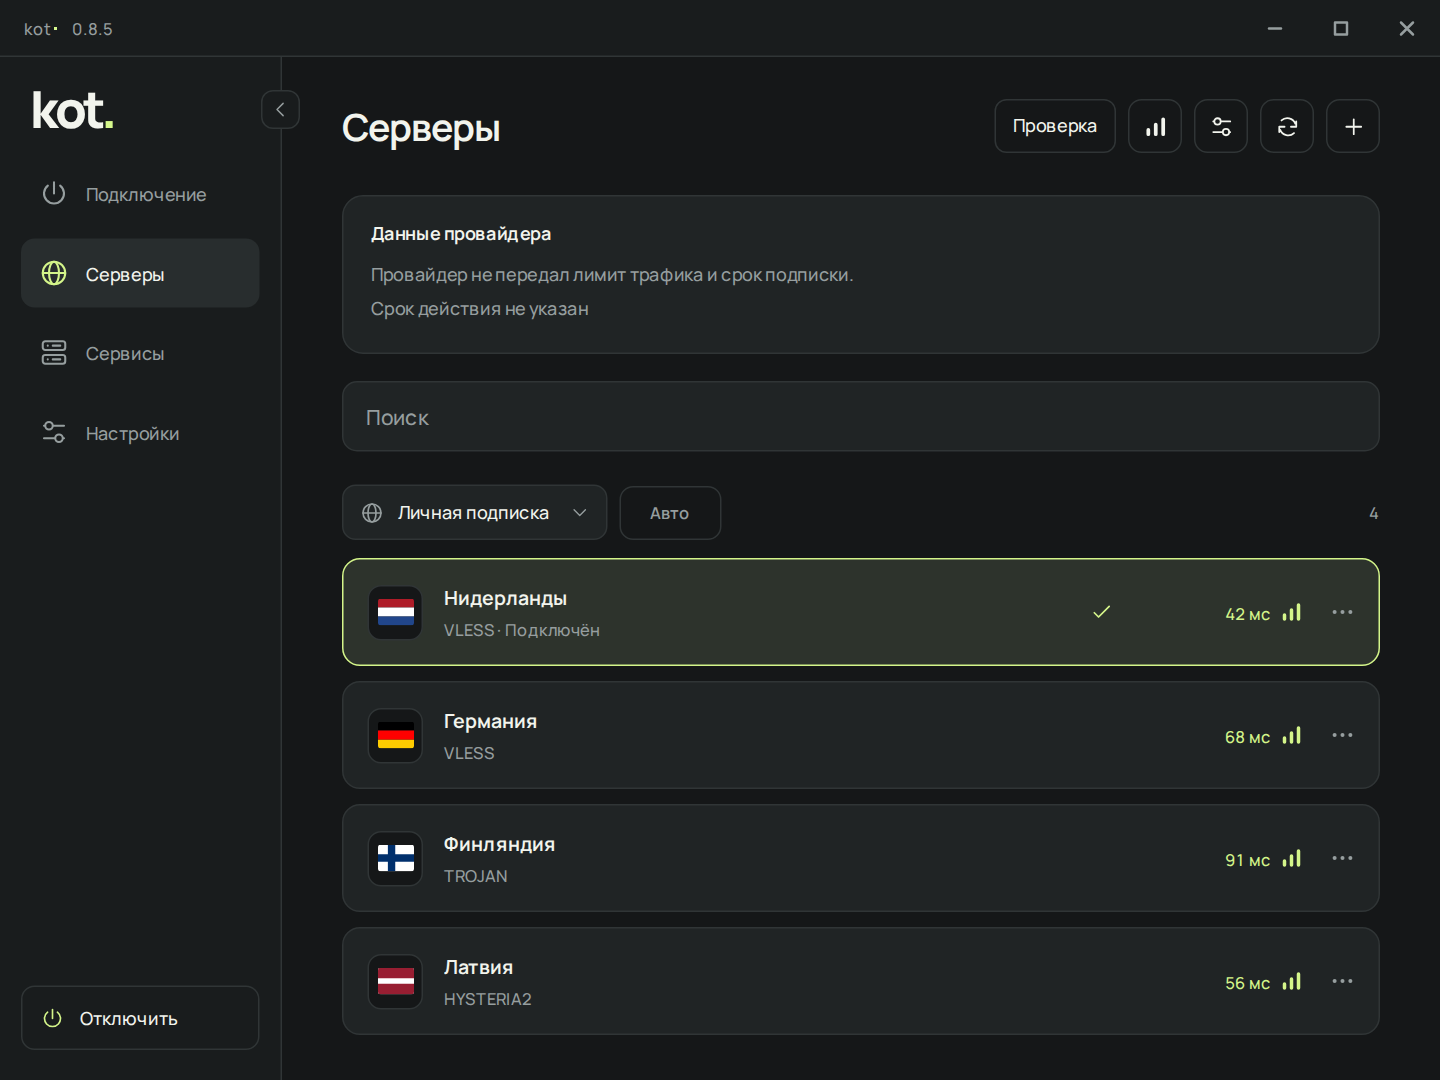 kot· 0.8.5
kot.
Подключение
Серверы
Сервисы
Настройки
Отключить
Серверы
Проверка
Данные провайдера
Провайдер не передал лимит трафика и срок подписки.
Срок действия не указан
Поиск
Личная подписка
Авто
4
Нидерланды
VLESS · Подключён
42 мс
Германия
VLESS
68 мс
Финляндия
TROJAN
91 мс
Латвия
HYSTERIA2
56 мс